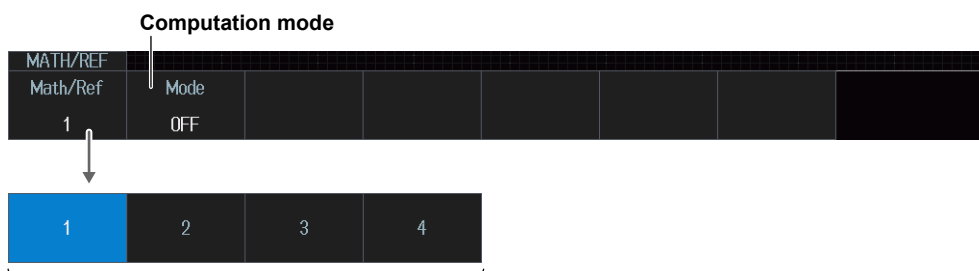 Computation mode
MATH/REF
Math/Ref Mode
1 OFF
1 2 3 4